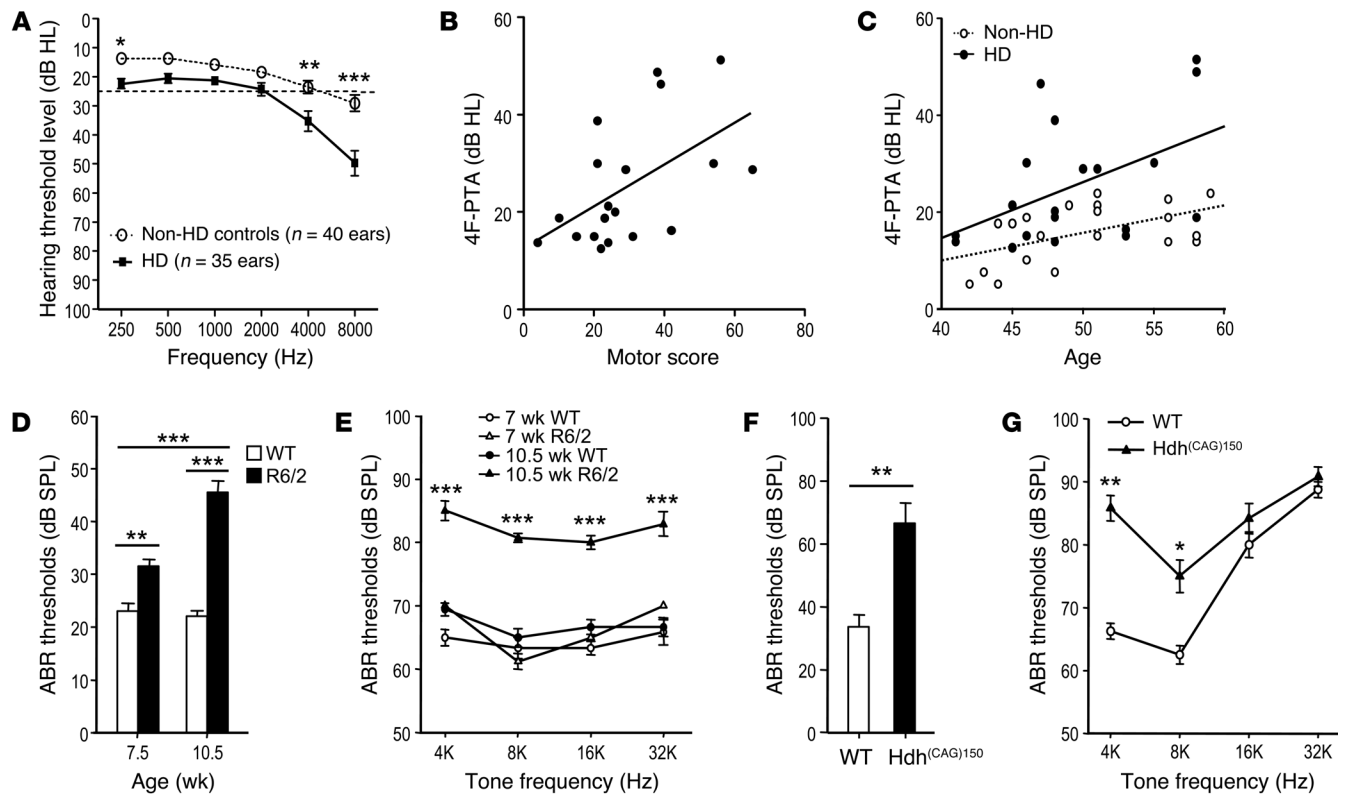 A
Hearing threshold level (dB HL)
0
10
20
30
40
50
60
70
80
90
100
*
**
***
Non-HD controls (n = 40 ears)
HD (n = 35 ears)
250 500 1000 2000 4000 8000
Frequency (Hz)
B
4F-PTA (dB HL)
60
40
20
0
0 20 40 60 80
Motor score
C
4F-PTA (dB HL)
60
40
20
0
Non-HD
HD
40 45 50 55 60
Age
D
ABR thresholds (dB SPL)
60
50
40
30
20
10
0
***
***
**
WT
R6/2
7.5 10.5
Age (wk)
E
ABR thresholds (dB SPL)
100
90
80
70
60
50
7 wk WT
7 wk R6/2
10.5 wk WT
10.5 wk R6/2
*** *** *** ***
4K 8K 16K 32K
Tone frequency (Hz)
F
ABR thresholds (dB SPL)
100
80
60
40
20
0
**
WT Hdh(CAG)150
G
ABR thresholds (dB SPL)
100
90
80
70
60
50
WT
Hdh(CAG)150
**
*
4K 8K 16K 32K
Tone frequency (Hz)